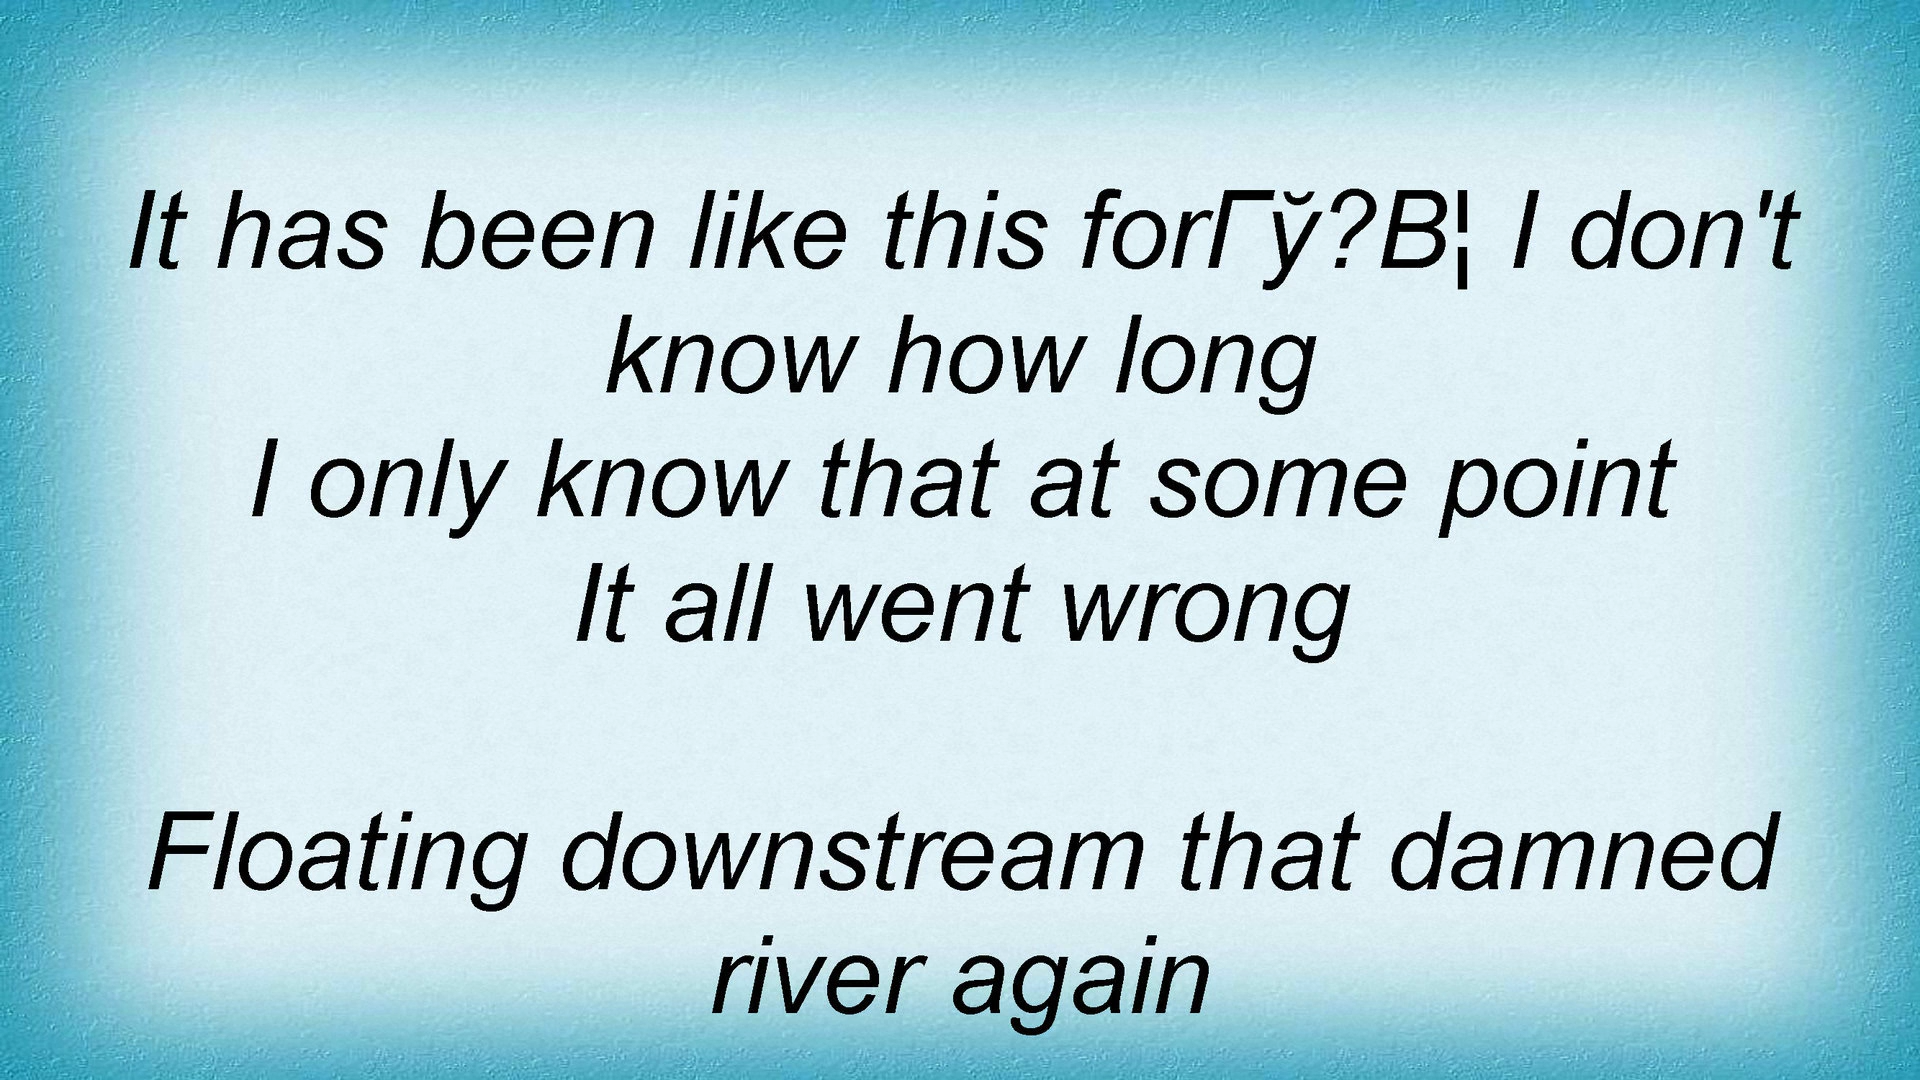 It has been like this forГў?В¦ I don't
know how long
I only know that at some point
It all went wrong
Floating downstream that damned
river again